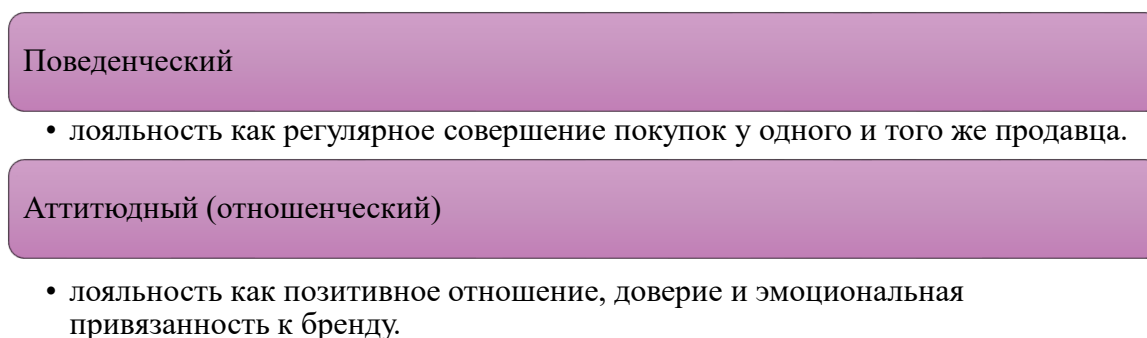 Поведенческий
• лояльность как регулярное совершение покупок у одного и того же продавца.
Аттитюдный (отношенческий)
• лояльность как позитивное отношение, доверие и эмоциональная
привязанность к бренду.